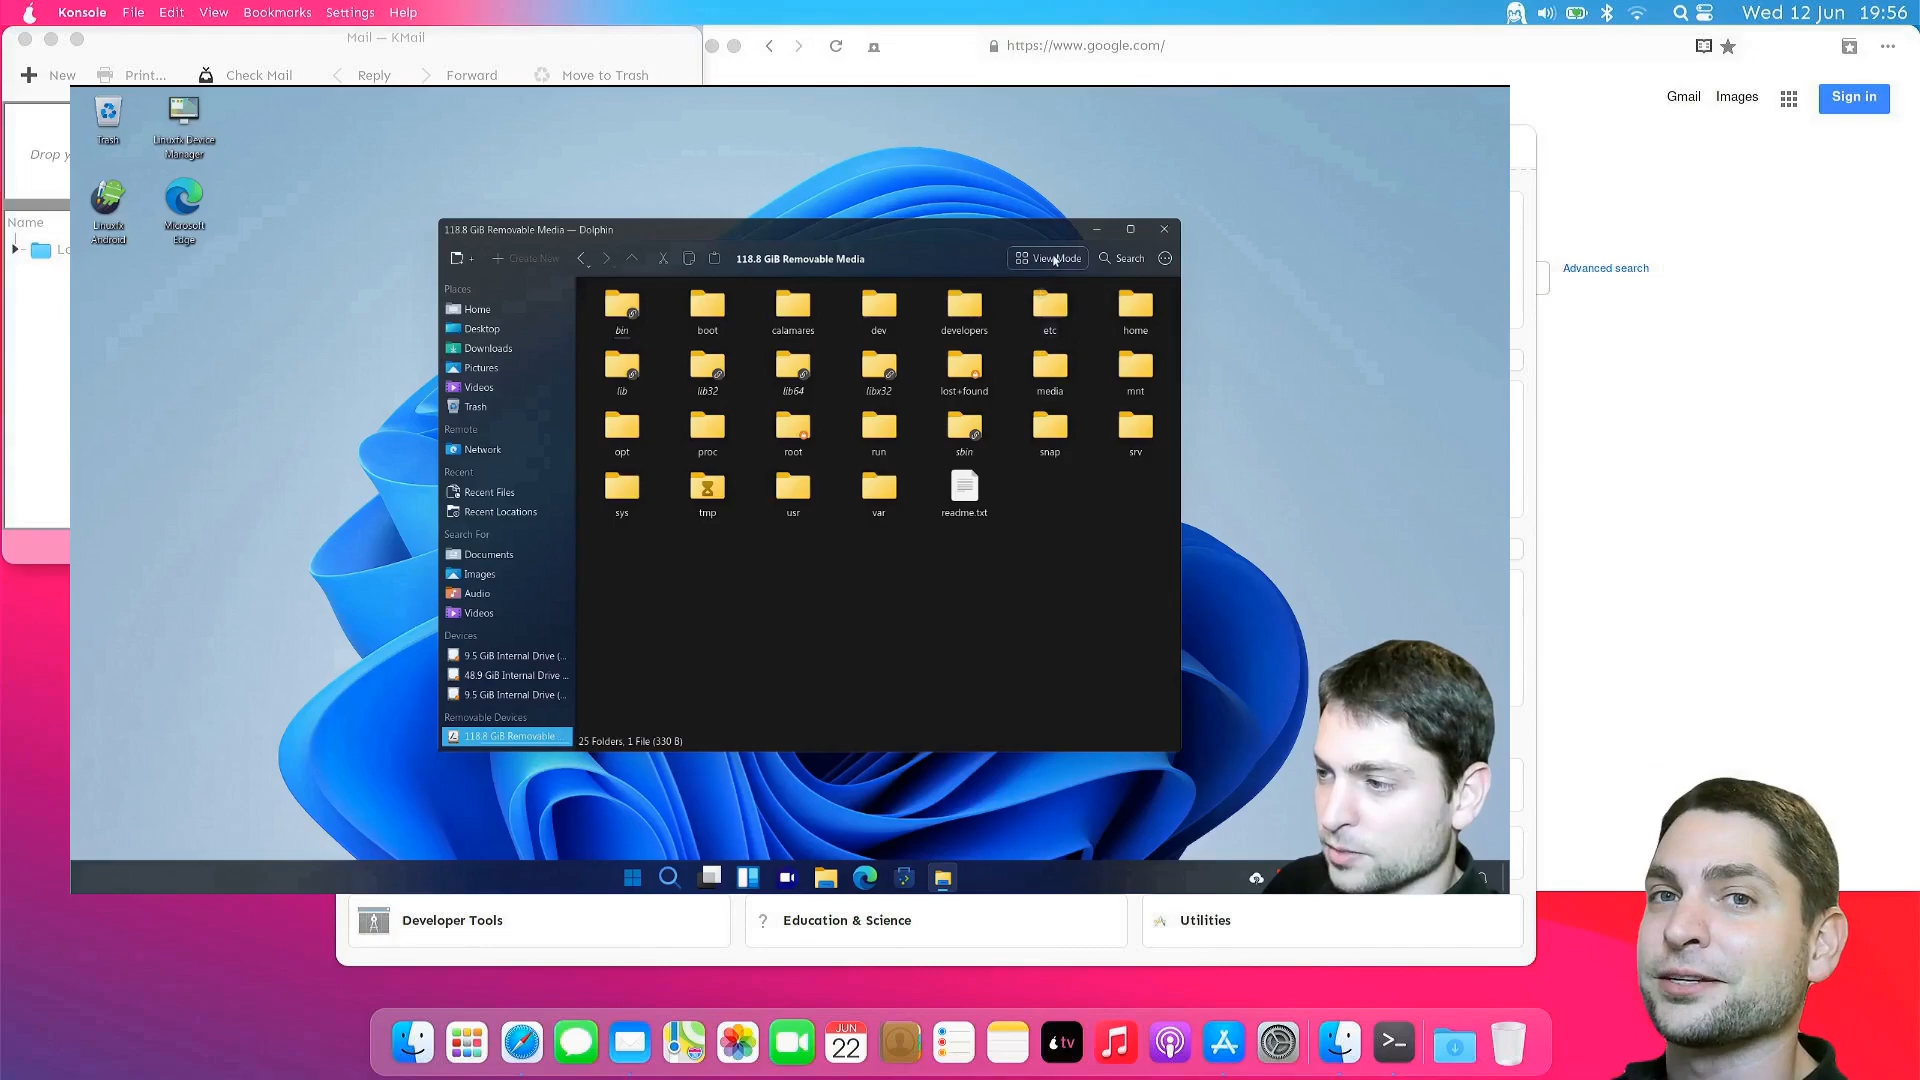 Konsole File Edit View Bookmarks Settings Help
Wed 12 Jun 19:56
Mail — KMail
https://www.google.com/
New Print... Check Mail Reply Forward Move to Trash
Gmail Images Sign in
Trash
Linuxfx Device
Manager
Drop
Name
Linuxfx
Android
Microsoft
Edge
Advanced search
118.8 GiB Removable Media — Dolphin
Create New
118.8 GiB Removable Media
View Mode
Search
Places
Home
Desktop
Downloads
Pictures
Videos
Trash
Remote
Network
Recent
Recent Files
Recent Locations
Search For
Documents
Images
Audio
Videos
Devices
9.5 GiB Internal Drive (...
48.9 GiB Internal Drive ...
9.5 GiB Internal Drive (...
Removable Devices
118.8 GiB Removable ...
bin boot calamares dev developers etc home
lib lib32 lib64 libx32 lost+found media mnt
opt proc root run sbin snap srv
sys tmp usr var readme.txt
25 Folders, 1 File (330 B)
Developer Tools
Education & Science
Utilities
JUN
22
tv